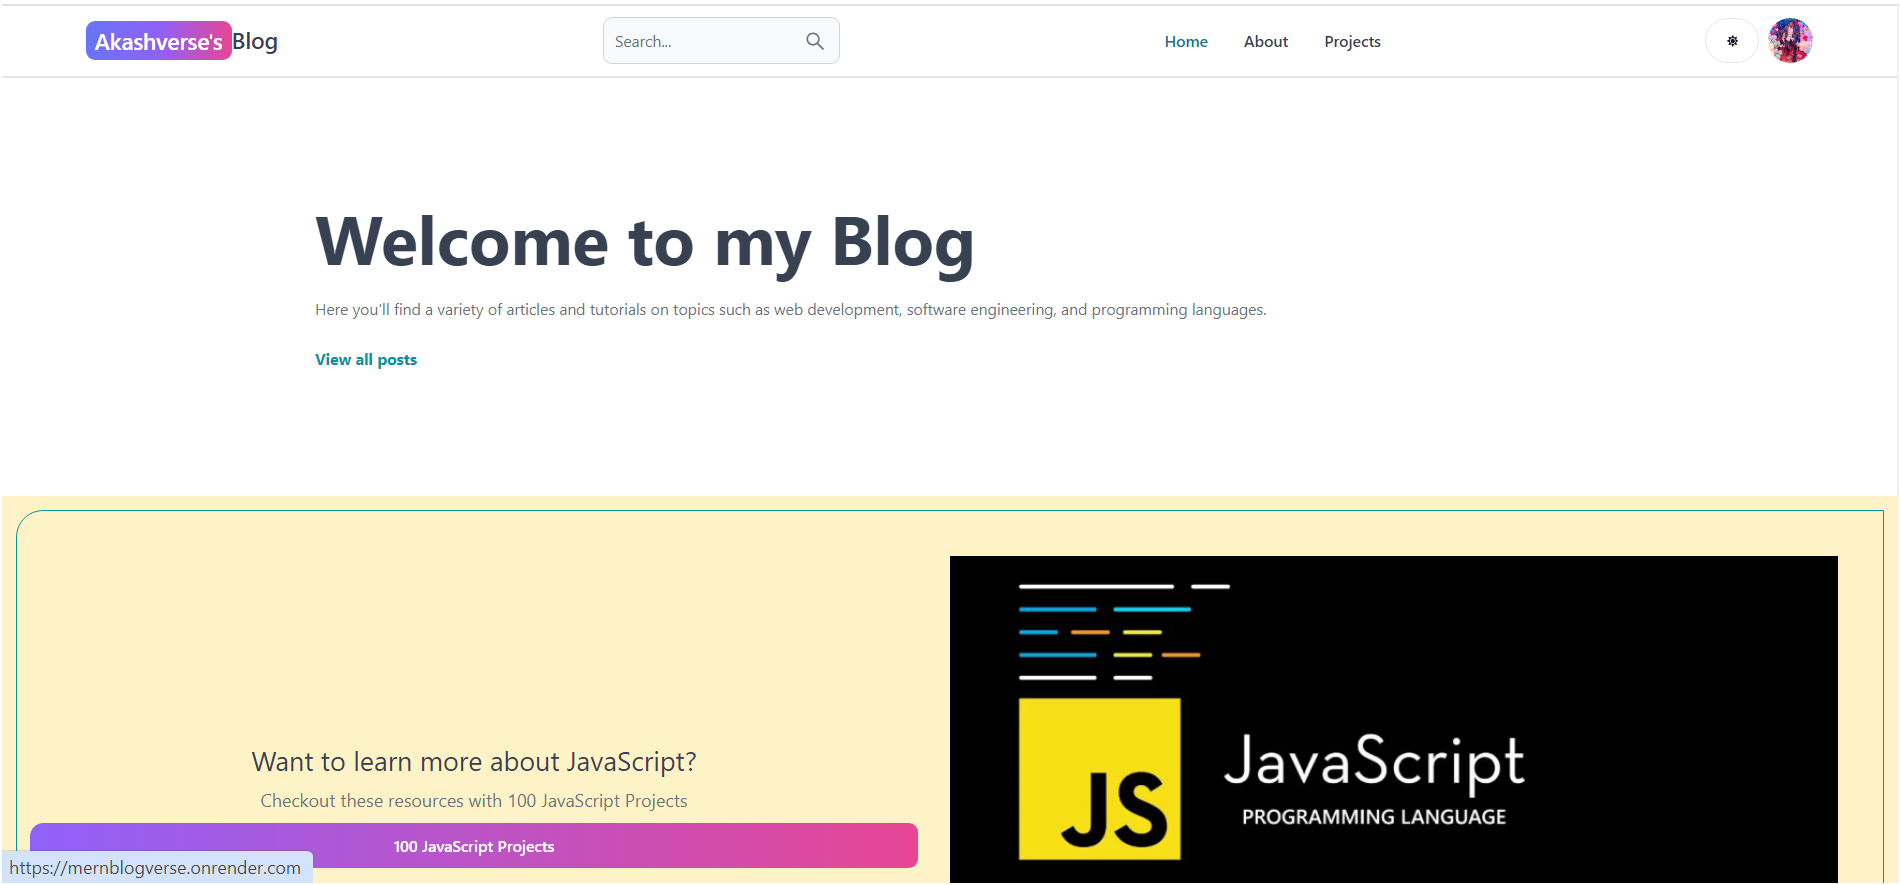 Akashverse's Blog
Search...
Home
About
Projects
Welcome to my Blog
Here you'll find a variety of articles and tutorials on topics such as web development, software engineering, and programming languages.
View all posts
Want to learn more about JavaScript?
Checkout these resources with 100 JavaScript Projects
100 JavaScript Projects
JS
JavaScript
PROGRAMMING LANGUAGE
https://mernblogverse.onrender.com